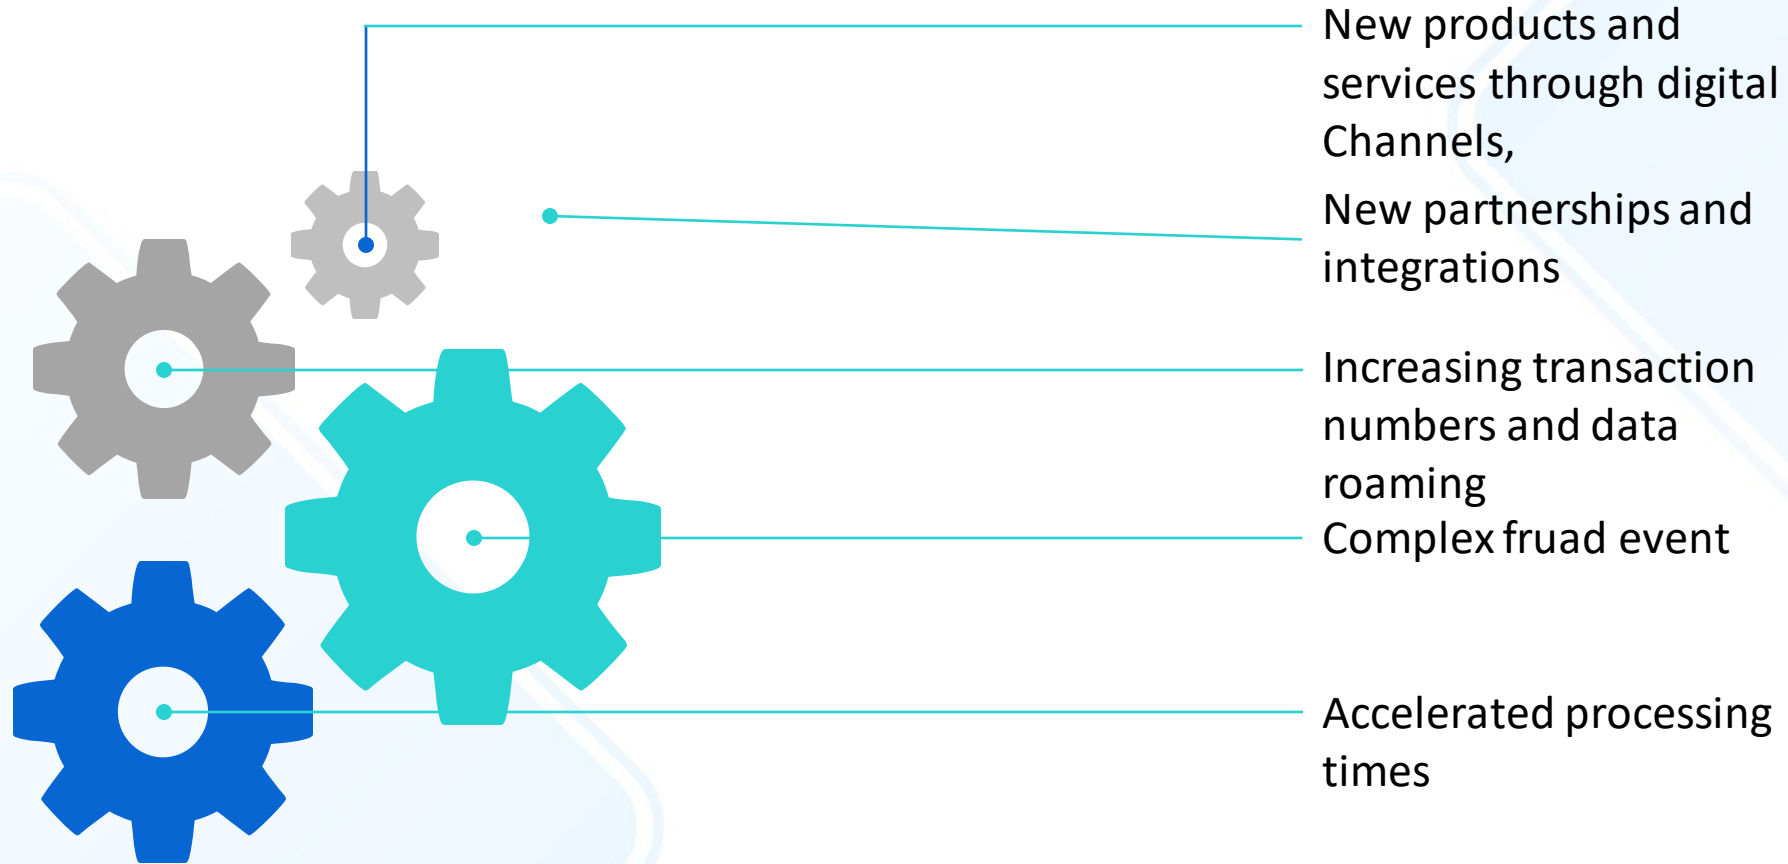 New products and
services through digital
Channels,
New partnerships and
integrations
Increasing transaction
numbers and data
roaming
Complex fruad event
Accelerated processing
times